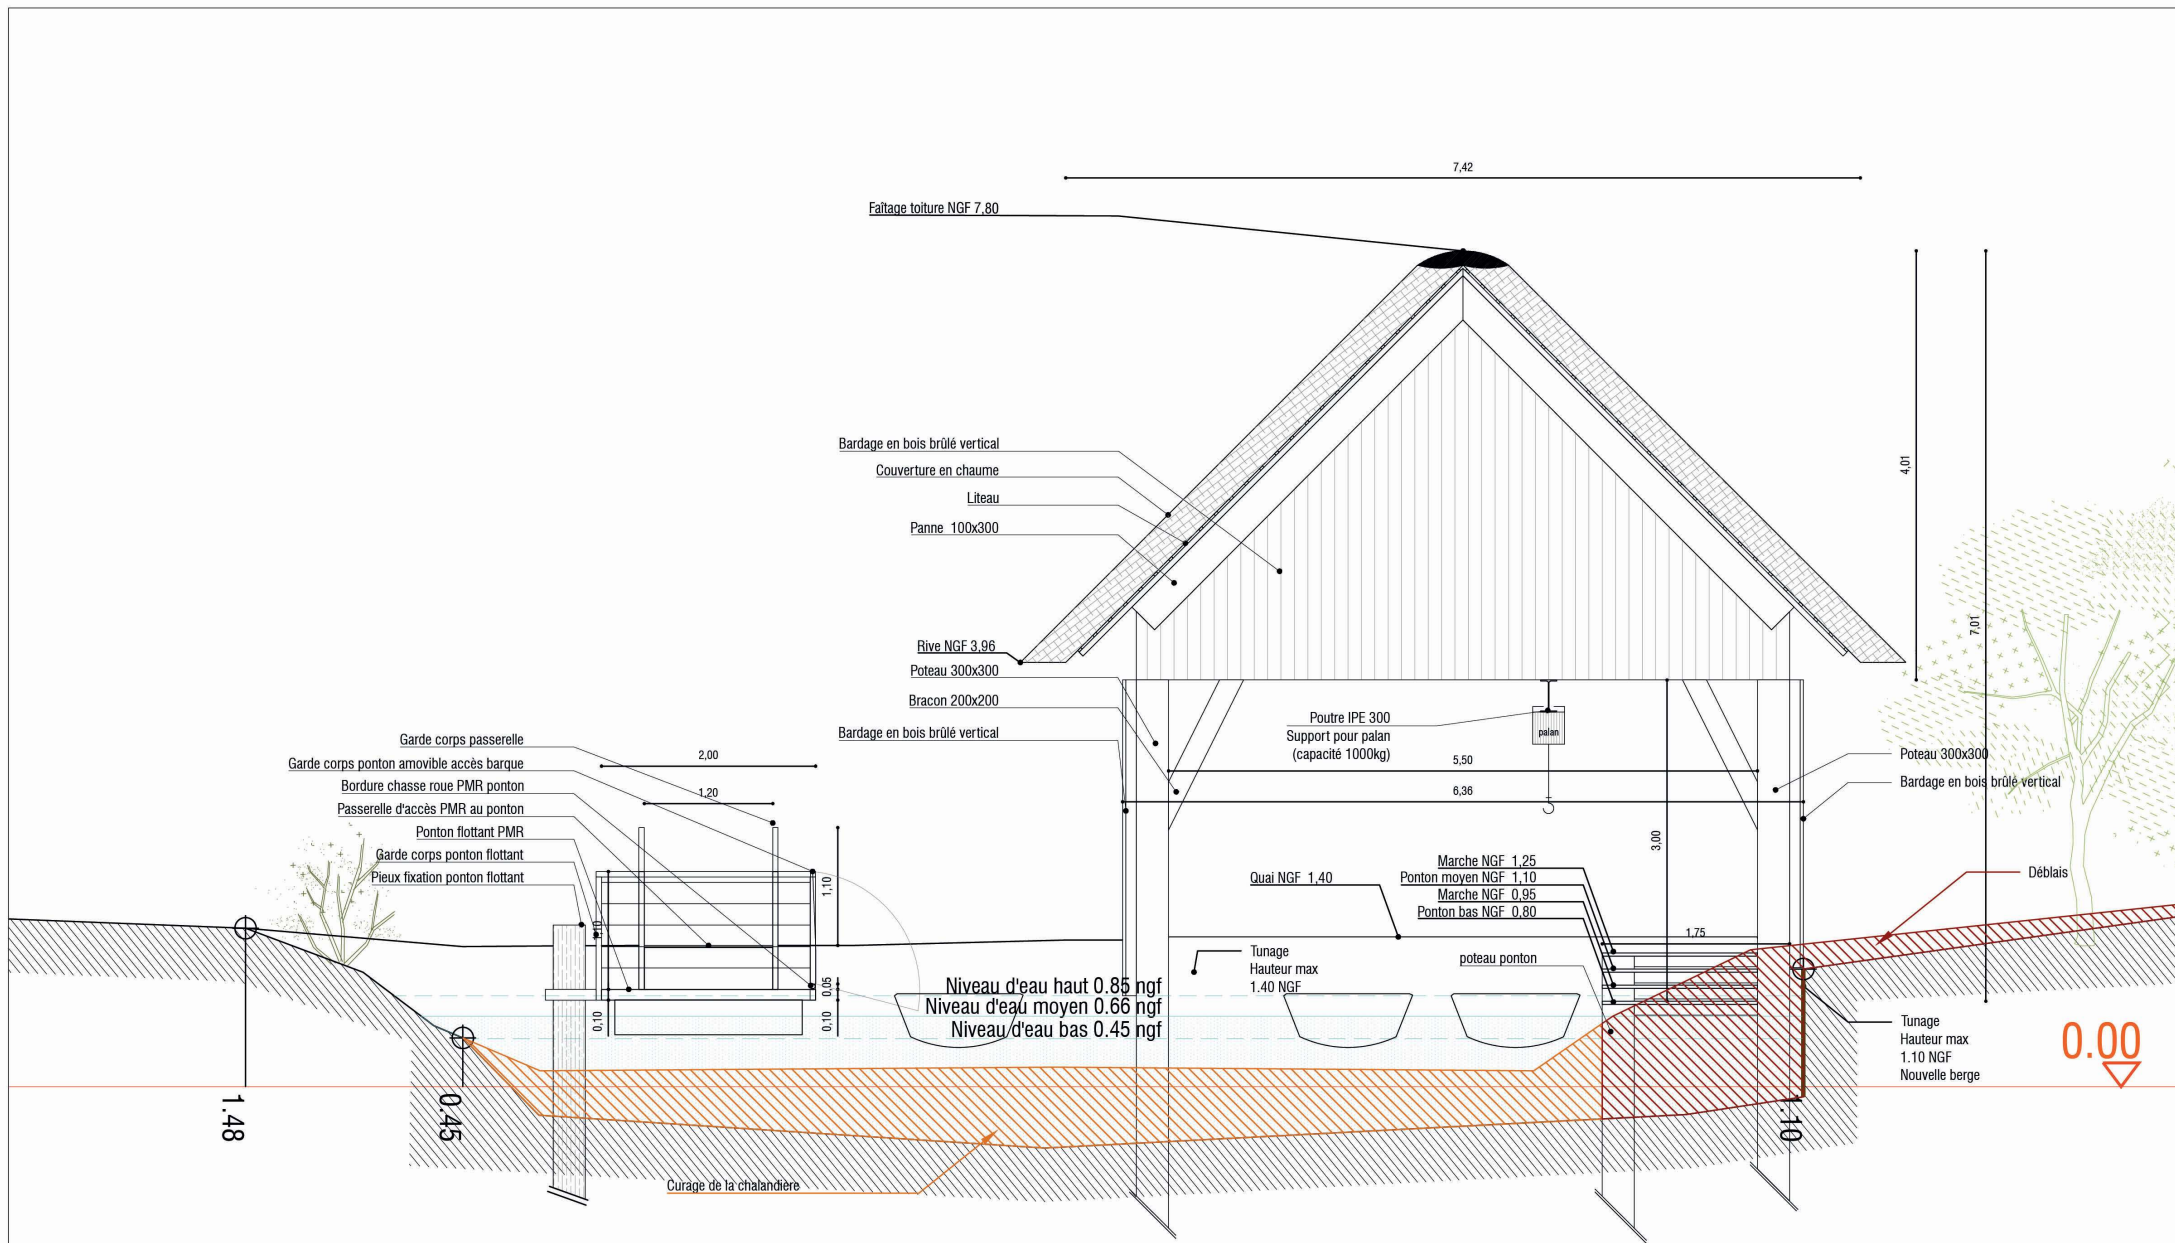 7,42
Faîtage toiture NGF 7,80
4,01
7,01
Bardage en bois brûlé vertical
Couverture en chaume
Liteau
Panne 100x300
Rive NGF 3,96
Poteau 300x300
Bracon 200x200
Bardage en bois brûlé vertical
Poutre IPE 300
Support pour palan
(capacité 1000kg)
palan
5,50
6,36
3,00
Poteau 300x300
Bardage en bois brûlé vertical
Garde corps passerelle
Garde corps ponton amovible accès barque
Bordure chasse roue PMR ponton
Passerelle d'accès PMR au ponton
Ponton flottant PMR
Garde corps ponton flottant
Pieux fixation ponton flottant
2,00
1,20
1,10
1,10
0,05
0,10
0,10
Quai NGF 1,40
Marche NGF 1,25
Ponton moyen NGF 1,10
Marche NGF 0,95
Ponton bas NGF 0,80
1,75
Déblais
Tunage
Hauteur max
1.40 NGF
poteau ponton
Niveau d'eau haut 0.85 ngf
Niveau d'eau moyen 0.66 ngf
Niveau d'eau bas 0.45 ngf
Tunage
Hauteur max
1.10 NGF
Nouvelle berge
0.00
1.48
0.45
1.10
Curage de la chalandière